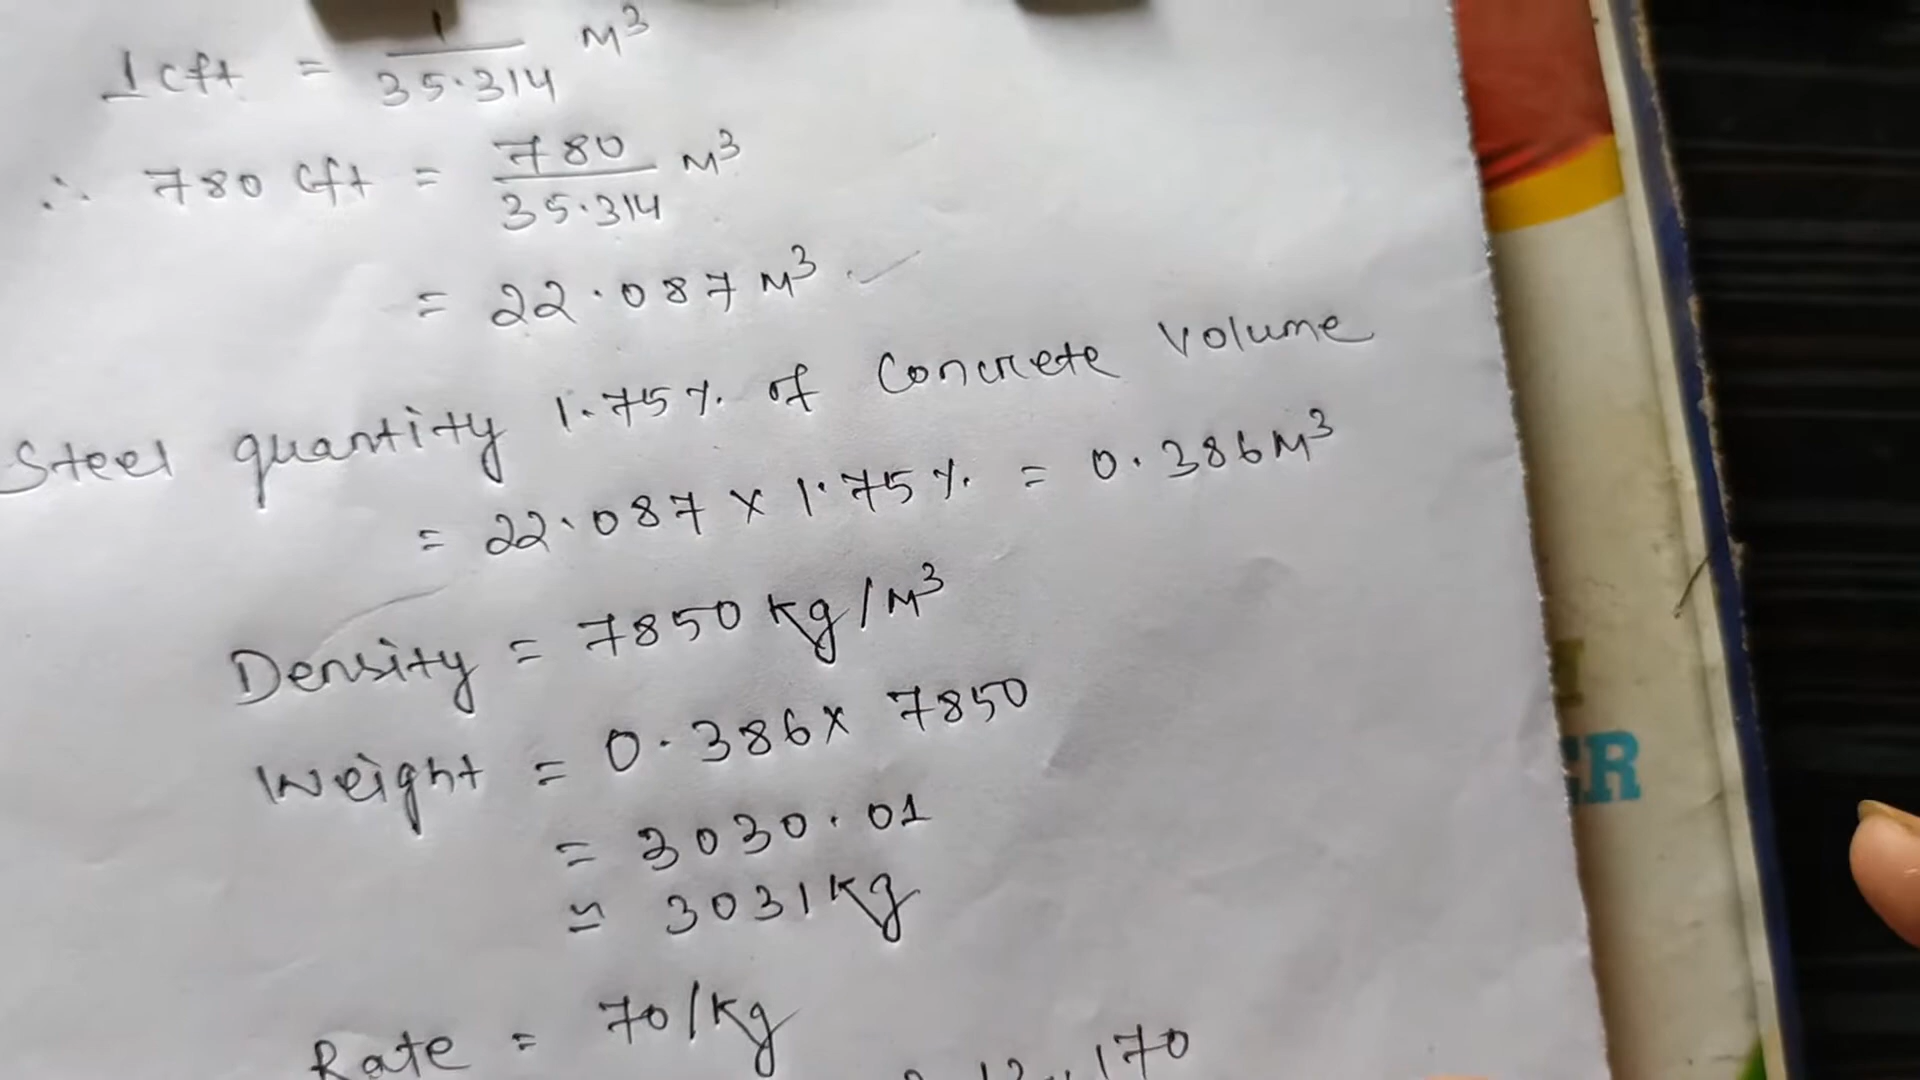 1 cft = 1/35.314 M³
∴ 780 cft = 780/35.314 M³
= 22.087 M³
Steel quantity 1.75% of Concrete Volume
= 22.087 x 1.75% = 0.386 M³
Density = 7850 kg/M³
Weight = 0.386 x 7850
= 3030.01
≈ 3031 kg
Rate = 70/kg
170
ER